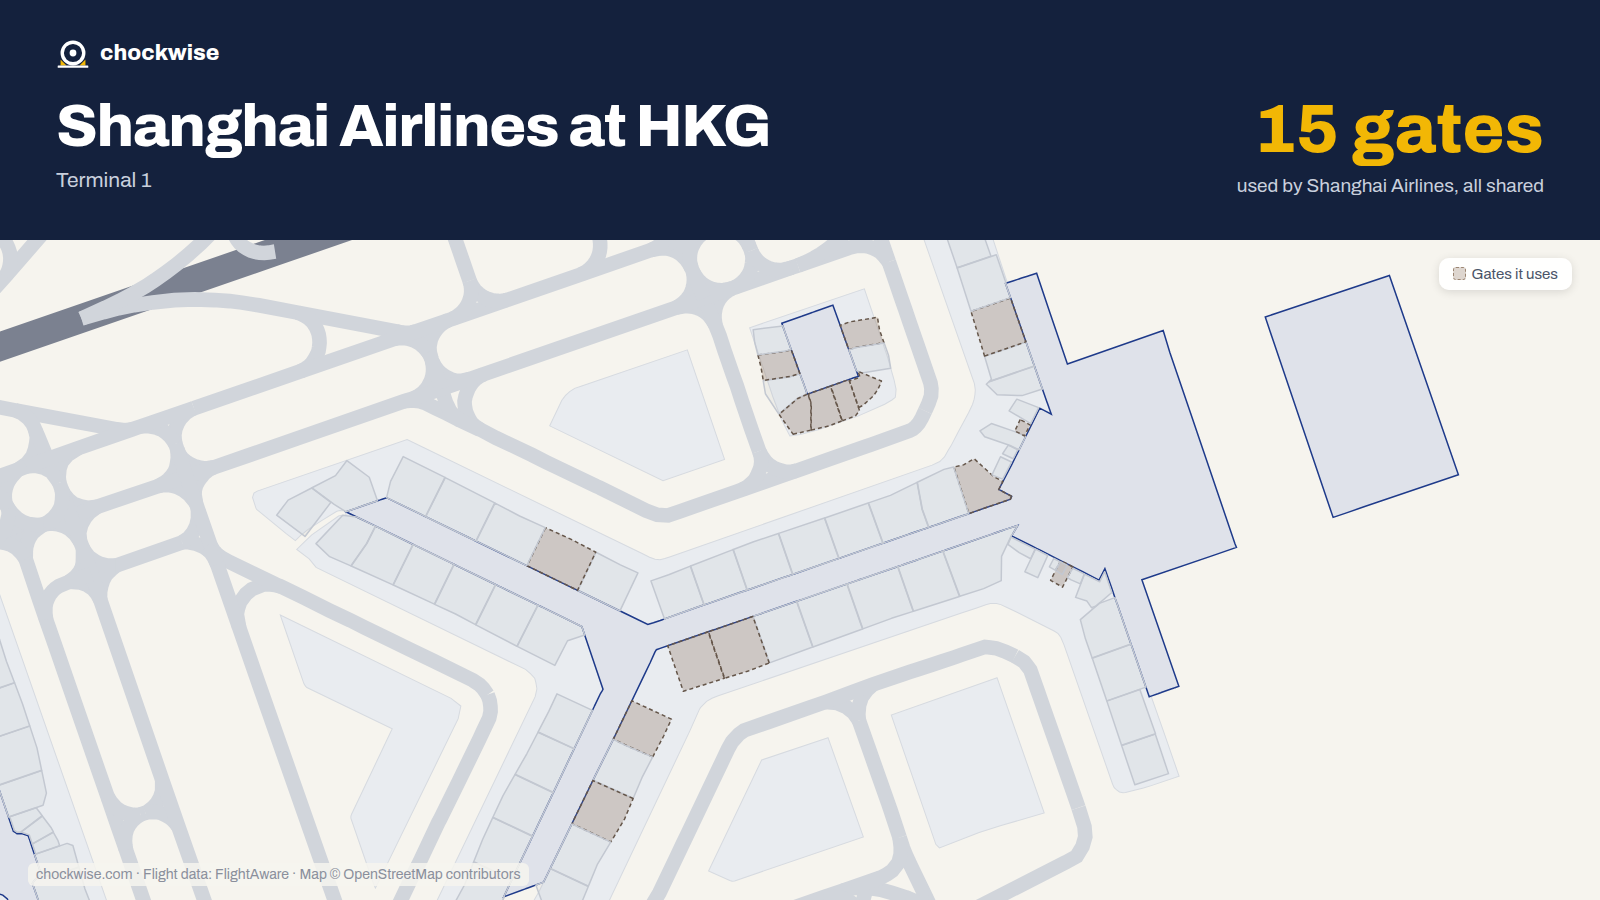 chockwise
Shanghai Airlines at HKG
Terminal 1
15 gates
used by Shanghai Airlines, all shared
Gates it uses
chockwise.com · Flight data: FlightAware · Map © OpenStreetMap contributors